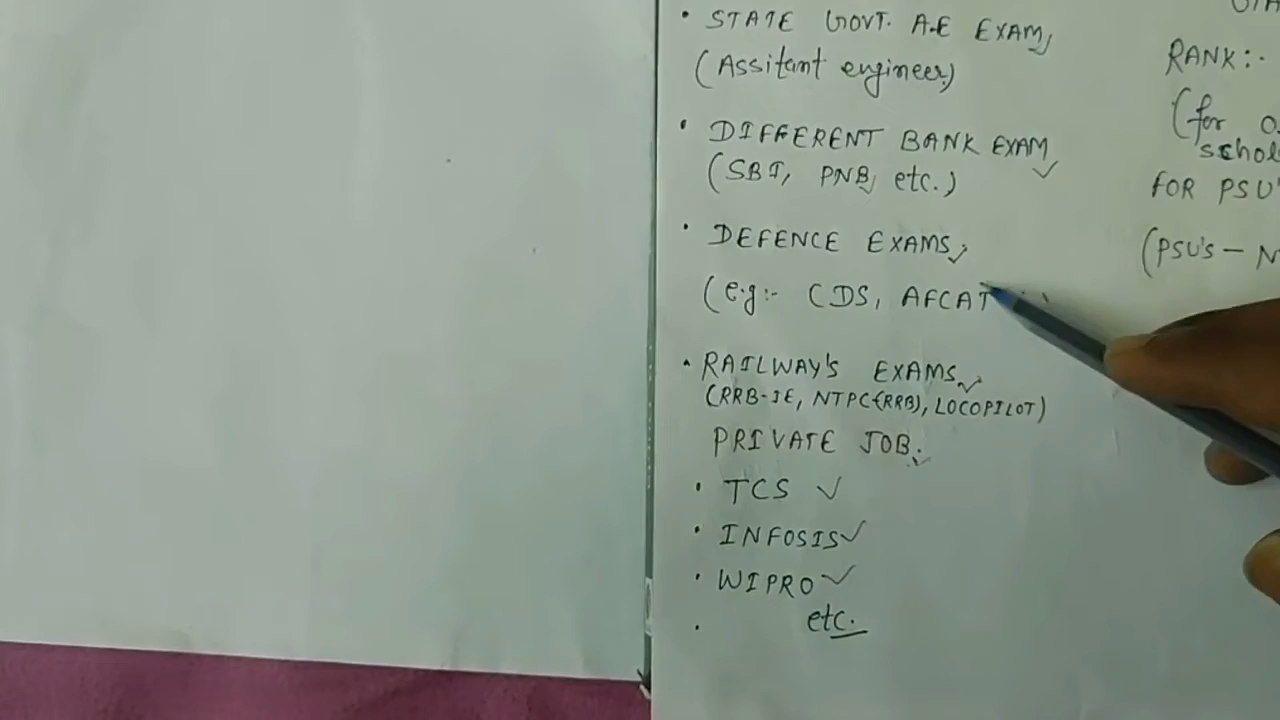 • STATE GOVT. A.E EXAM
(Assitant engineer)
• DIFFERENT BANK EXAM
(SBI, PNB, etc.)
• DEFENCE EXAMS
(e.g:- CDS, AFCAT
• RAILWAY'S EXAMS
(RRB-JE, NTPC(RRB), LOCOPILOT)
PRIVATE JOB.
• TCS ✓
• INFOSIS ✓
• WIPRO ✓
• etc.
RANK:-
(for
FOR PSU'
(PSU's – N